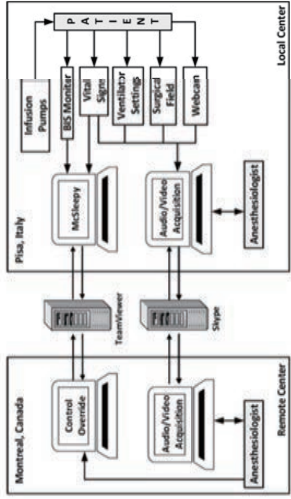 Montreal, Canada
Control
Override
Audio/Video
Acquisition
Anesthesiologist
Remote Center
TeamViewer
Skype
Pisa, Italy
McSleepy
Audio/Video
Acquisition
Anesthesiologist
Infusion
Pumps
BIS Monitor
Vital
Signs
Ventilator
Settings
Surgical
Field
Webcam
PATIENT
Local Center